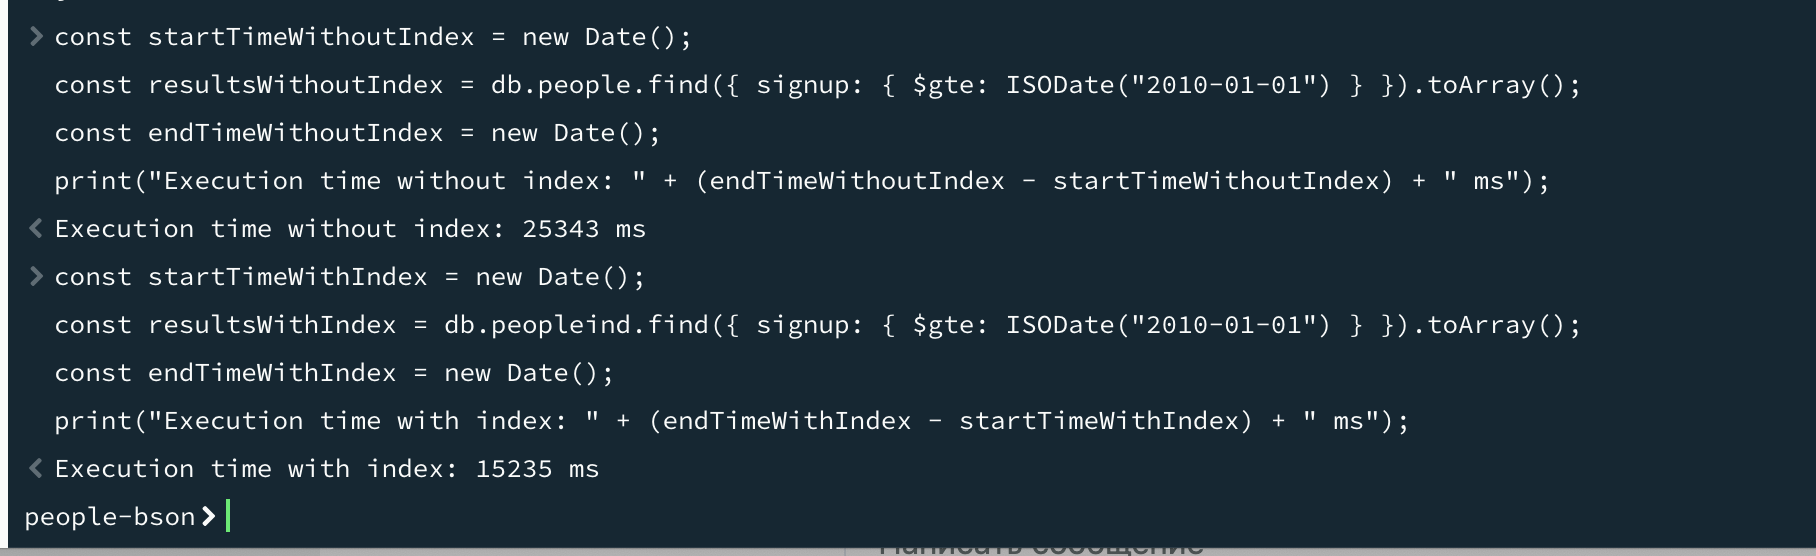 > const startTimeWithoutIndex = new Date();
const resultsWithoutIndex = db.people.find({ signup: { $gte: ISODate("2010-01-01") } }).toArray();
const endTimeWithoutIndex = new Date();
print("Execution time without index: " + (endTimeWithoutIndex - startTimeWithoutIndex) + " ms");
< Execution time without index: 25343 ms
> const startTimeWithIndex = new Date();
const resultsWithIndex = db.peopleind.find({ signup: { $gte: ISODate("2010-01-01") } }).toArray();
const endTimeWithIndex = new Date();
print("Execution time with index: " + (endTimeWithIndex - startTimeWithIndex) + " ms");
< Execution time with index: 15235 ms
people-bson>
Написать сообщение